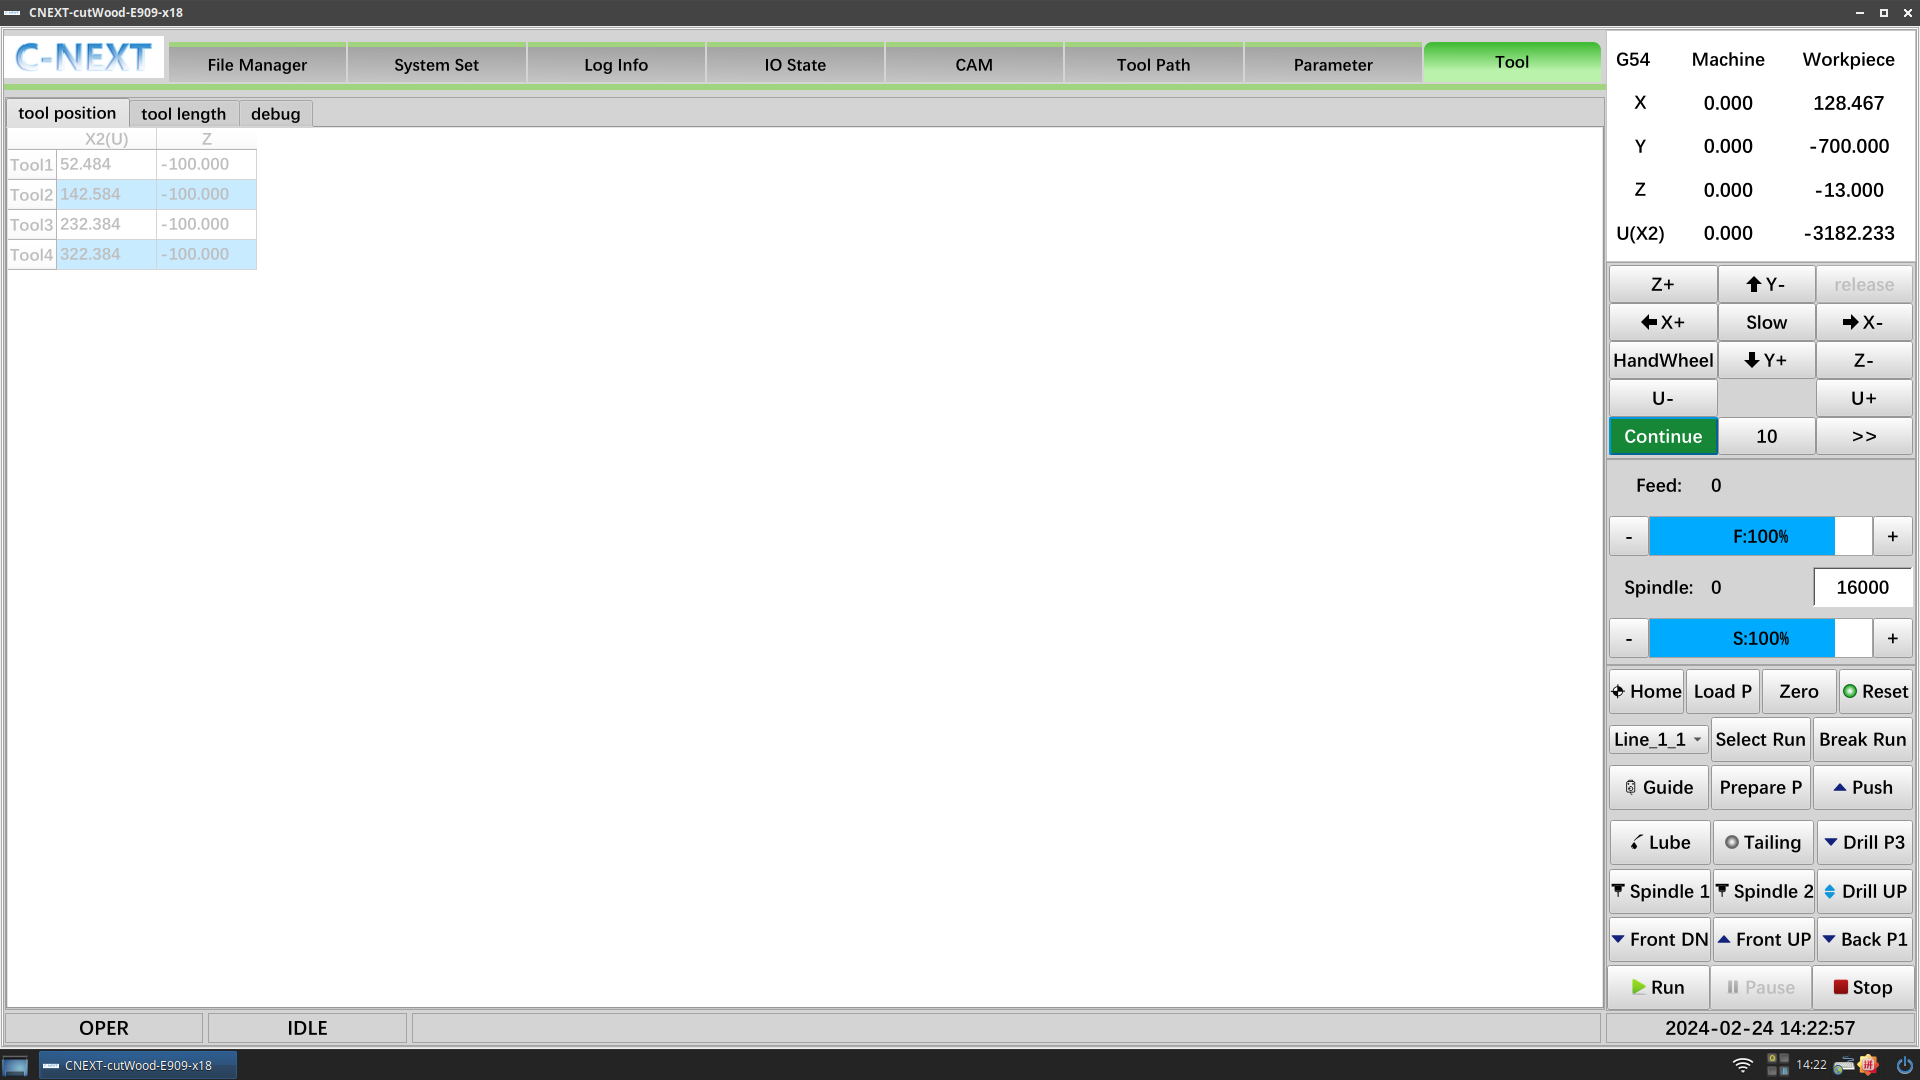 CNEXT-cutWood-E909-x18
C-NEXT
File Manager System Set Log Info IO State CAM Tool Path Parameter Tool
tool position tool length debug
X2(U) Z
Tool1 52.484 -100.000
Tool2 142.584 -100.000
Tool3 232.384 -100.000
Tool4 322.384 -100.000
G54 Machine Workpiece
X 0.000 128.467
Y 0.000 -700.000
Z 0.000 -13.000
U(X2) 0.000 -3182.233
Z+ Y- release
X+ Slow X-
HandWheel Y+ Z-
U- U+
Continue 10 >>
Feed: 0
- F:100% +
Spindle: 0 16000
- S:100% +
Home Load P Zero Reset
Line_1_1 Select Run Break Run
Guide Prepare P Push
Lube Tailing Drill P3
Spindle 1 Spindle 2 Drill UP
Front DN Front UP Back P1
Run Pause Stop
OPER IDLE 2024-02-24 14:22:57
CNEXT-cutWood-E909-x18 14:22 拼